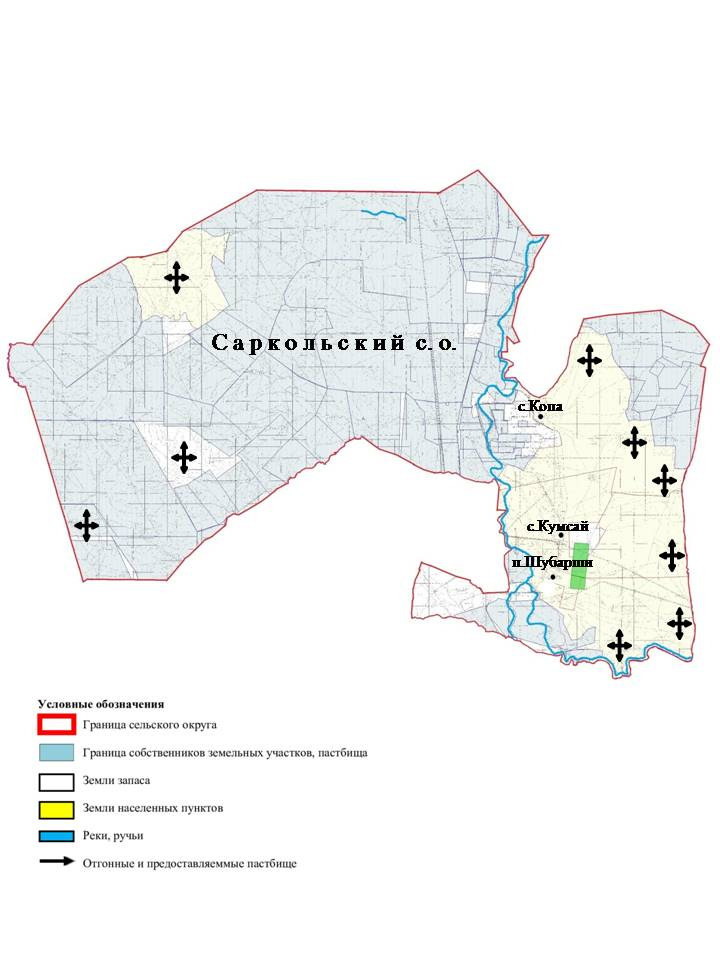 Саркольский с. о.
с.Копа
с.Кумсай
п.Шубарши
Условные обозначения
Граница сельского округа
Граница собственников земельных участков, пастбища
Земли запаса
Земли населенных пунктов
Реки, ручьи
Отгонные и предоставляеммые пастбище